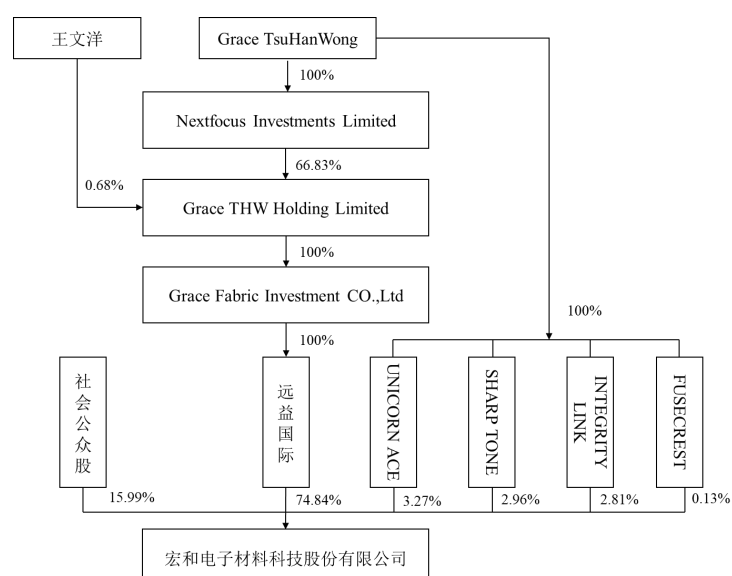 王文洋
Grace TsuHanWong
100%
Nextfocus Investments Limited
66.83%
0.68%
Grace THW Holding Limited
100%
Grace Fabric Investment CO.,Ltd
100%
100%
社会公众股
远益国际
UNICORN ACE
SHARP TONE
INTEGRITY
LINK
FUSECREST
15.99%
74.84%
3.27%
2.96%
2.81%
0.13%
宏和电子材料科技股份有限公司